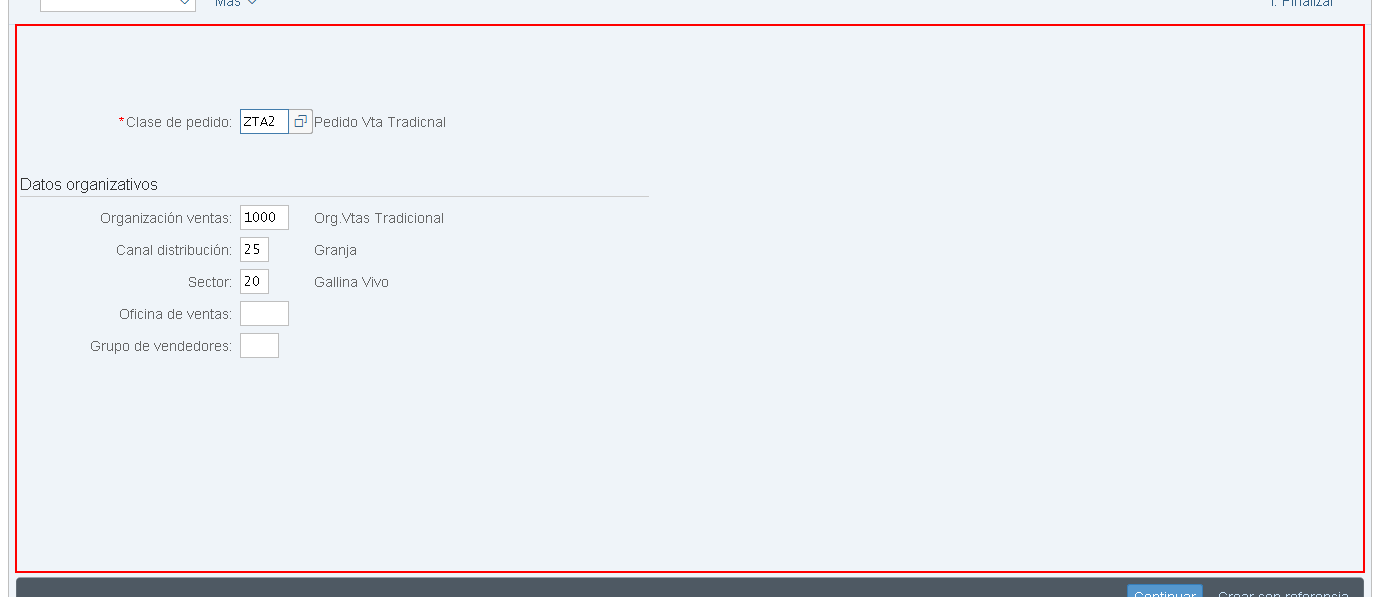 Más
Finalizar
*Clase de pedido: ZTA2 Pedido Vta Tradicnal
Datos organizativos
Organización ventas: 1000 Org.Vtas Tradicional
Canal distribución: 25 Granja
Sector: 20 Gallina Vivo
Oficina de ventas:
Grupo de vendedores:
Continuar Crear con referencia